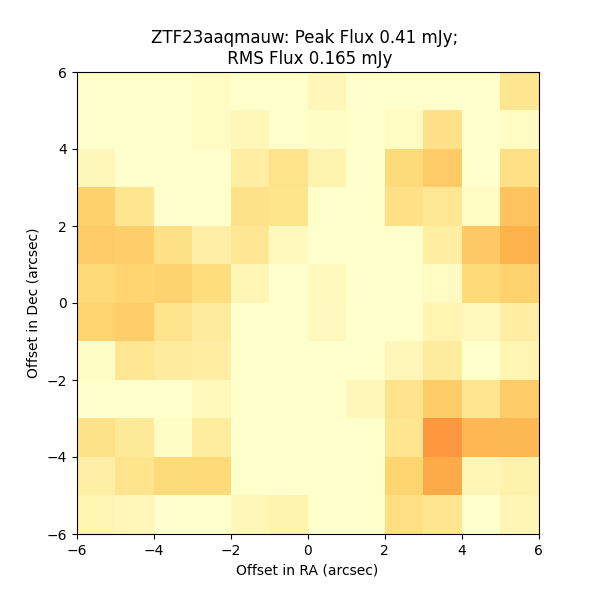 ZTF23aaqmauw: Peak Flux 0.41 mJy;
RMS Flux 0.165 mJy
6
4
2
0
−2
−4
−6
Offset in Dec (arcsec)
−6 −4 −2 0 2 4 6
Offset in RA (arcsec)